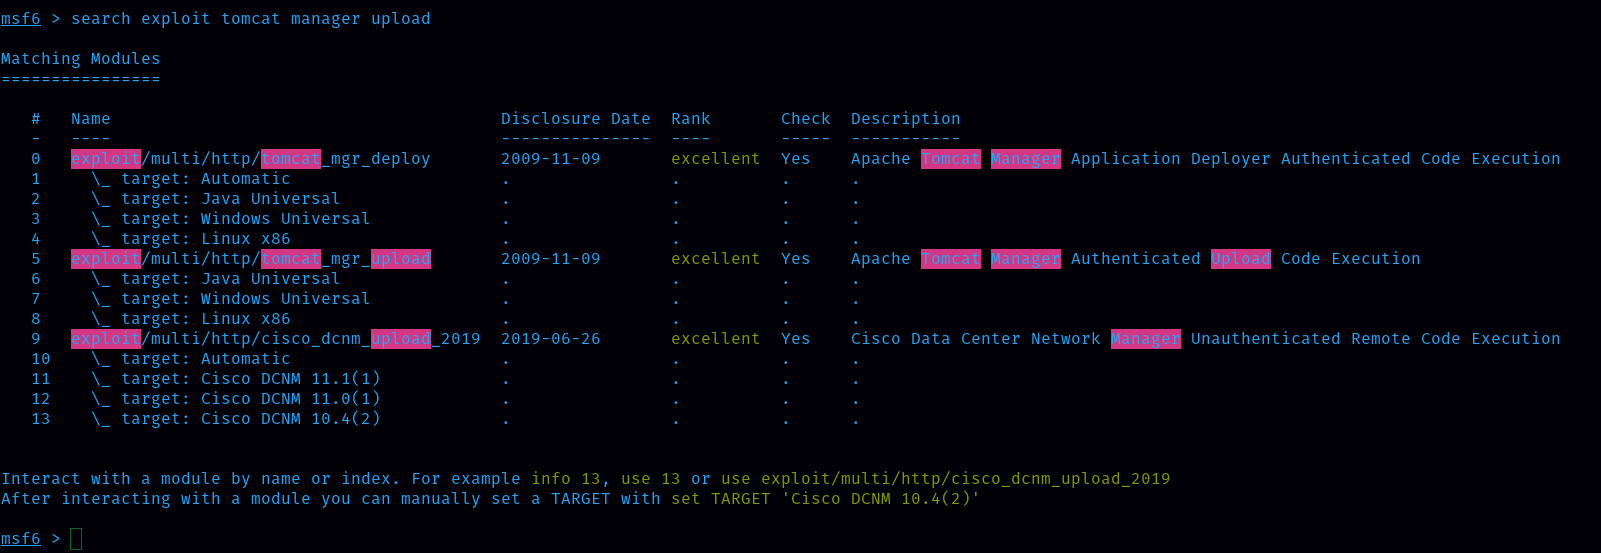 msf6 > search exploit tomcat manager upload
Matching Modules
================
#   Name                                       Disclosure Date  Rank       Check  Description
-   ----                                       ---------------  ----       -----  -----------
0   exploit/multi/http/tomcat_mgr_deploy       2009-11-09       excellent  Yes    Apache Tomcat Manager Application Deployer Authenticated Code Execution
1     \_ target: Automatic                     .                .          .      .
2     \_ target: Java Universal                .                .          .      .
3     \_ target: Windows Universal             .                .          .      .
4     \_ target: Linux x86                     .                .          .      .
5   exploit/multi/http/tomcat_mgr_upload       2009-11-09       excellent  Yes    Apache Tomcat Manager Authenticated Upload Code Execution
6     \_ target: Java Universal                .                .          .      .
7     \_ target: Windows Universal             .                .          .      .
8     \_ target: Linux x86                     .                .          .      .
9   exploit/multi/http/cisco_dcnm_upload_2019  2019-06-26       excellent  Yes    Cisco Data Center Network Manager Unauthenticated Remote Code Execution
10    \_ target: Automatic                     .                .          .      .
11    \_ target: Cisco DCNM 11.1(1)            .                .          .      .
12    \_ target: Cisco DCNM 11.0(1)            .                .          .      .
13    \_ target: Cisco DCNM 10.4(2)            .                .          .      .
Interact with a module by name or index. For example info 13, use 13 or use exploit/multi/http/cisco_dcnm_upload_2019
After interacting with a module you can manually set a TARGET with set TARGET 'Cisco DCNM 10.4(2)'
msf6 >